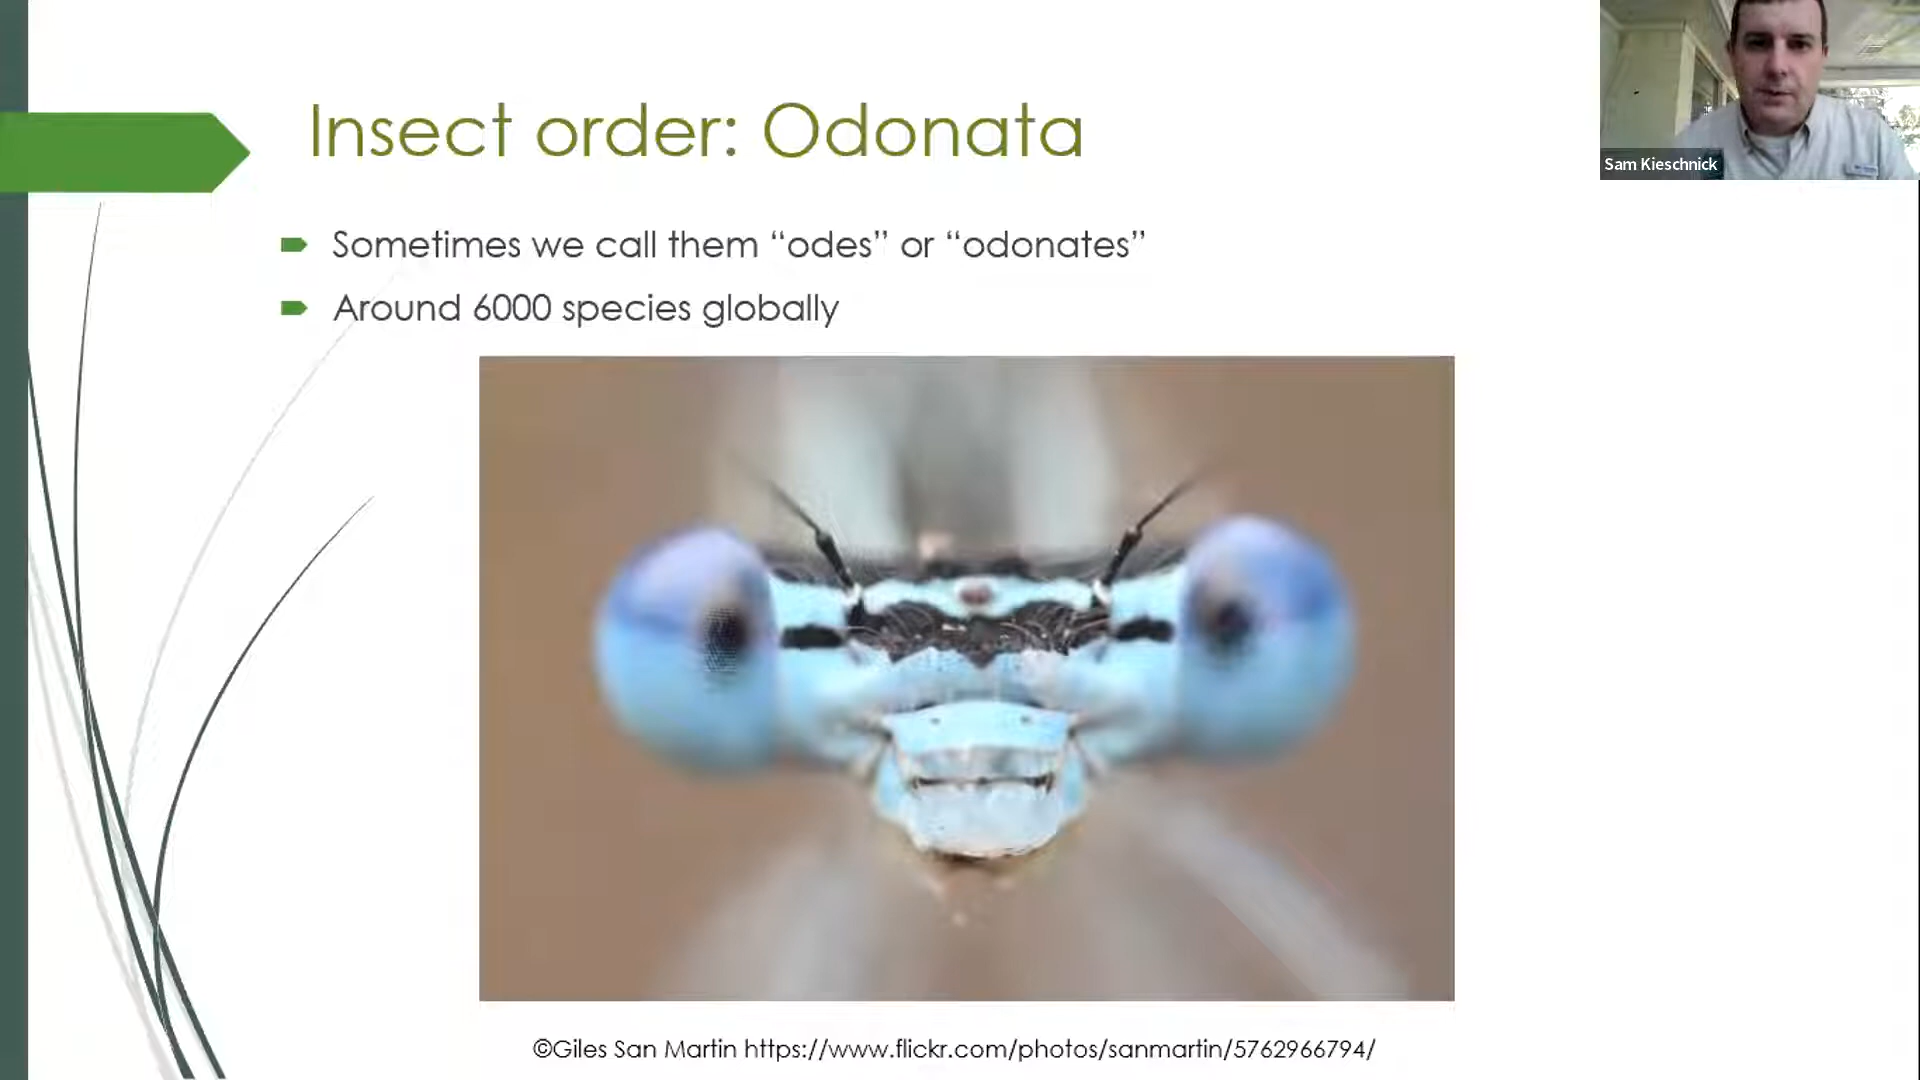 Insect order: Odonata
Sam Kieschnick
Sometimes we call them “odes” or “odonates”
Around 6000 species globally
©Giles San Martin https://www.flickr.com/photos/sanmartin/5762966794/